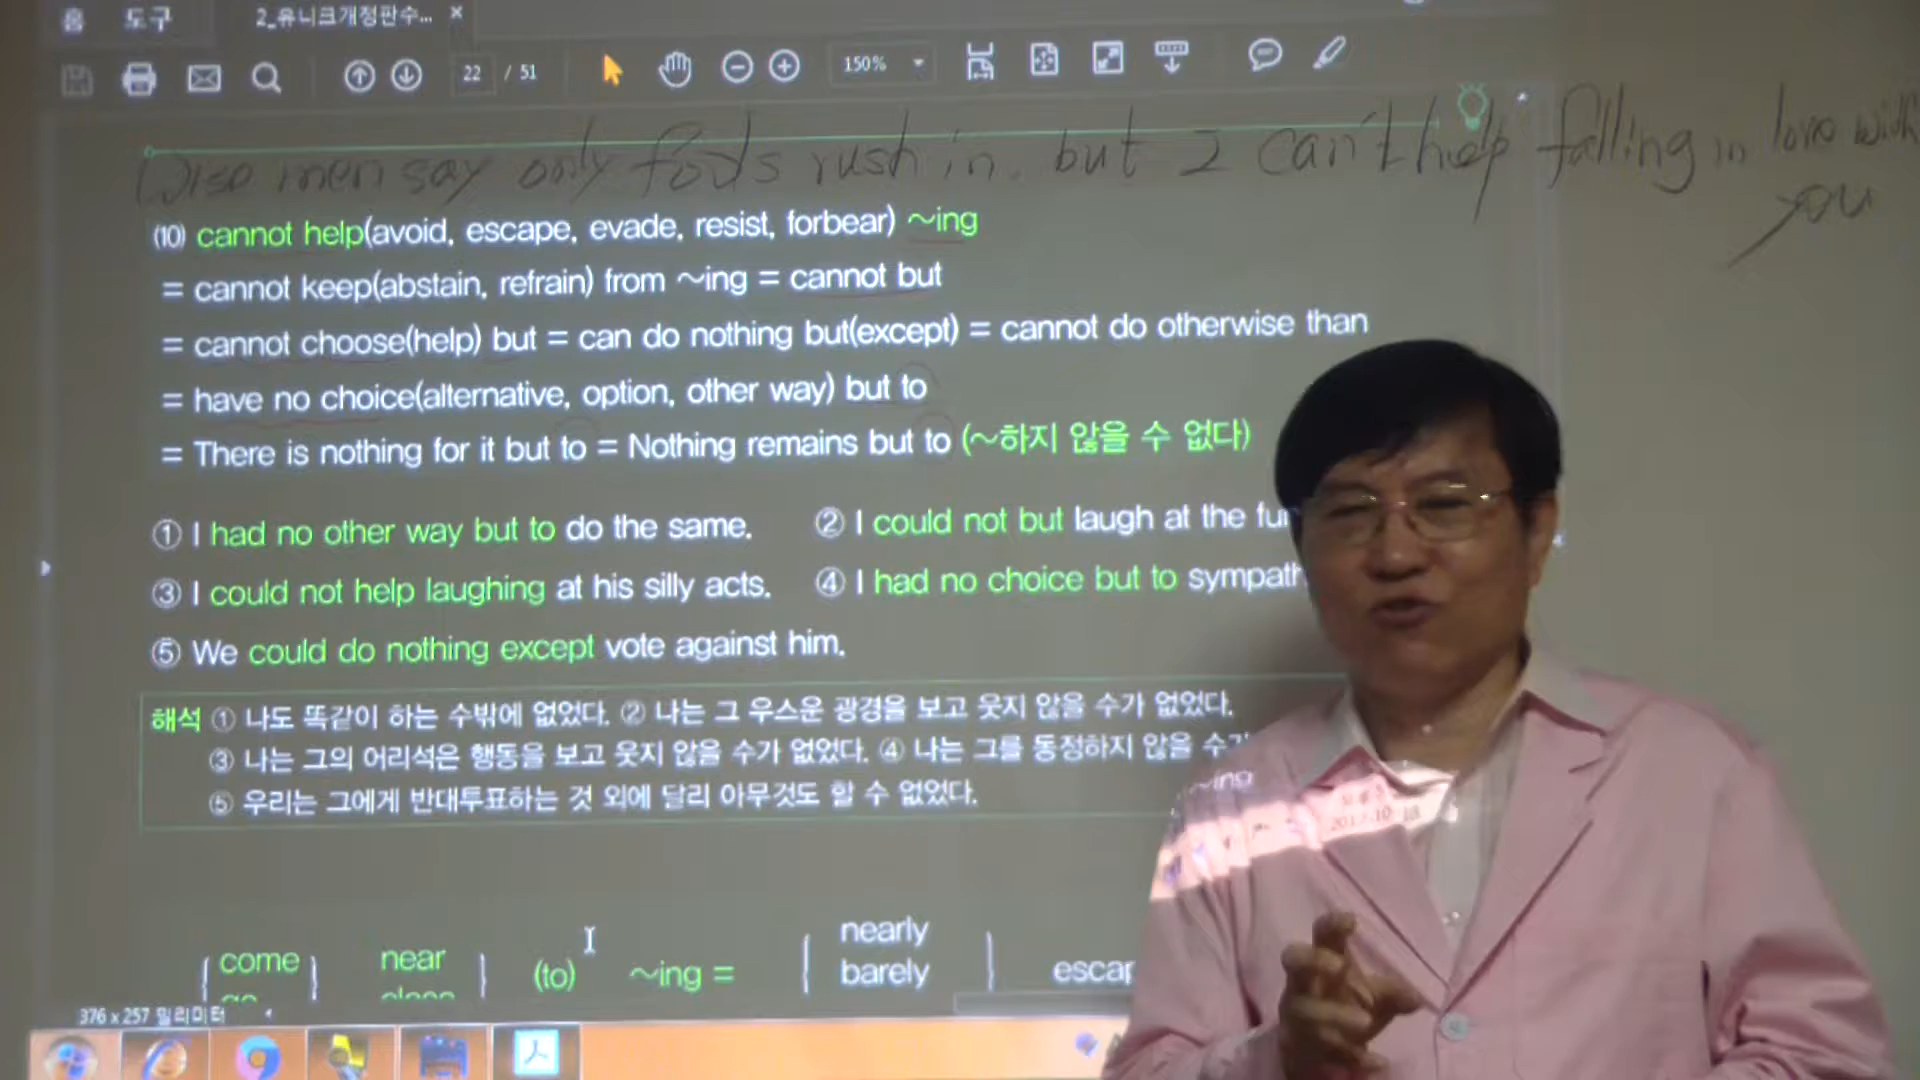 홈 도구 2_유니크개정판수... ×
22 / 51 150%
Wise men say only fools rush in. but I can't help falling in love with
you
(10) cannot help(avoid, escape, evade, resist, forbear) ~ing
= cannot keep(abstain, refrain) from ~ing = cannot but
= cannot choose(help) but = can do nothing but(except) = cannot do otherwise than
= have no choice(alternative, option, other way) but to
= There is nothing for it but to = Nothing remains but to (~하지 않을 수 없다)
① I had no other way but to do the same. ② I could not but laugh at the
③ I could not help laughing at his silly acts. ④ I had no choice but to
⑤ We could do nothing except vote against him.
해석 ① 나도 똑같이 하는 수밖에 없었다. ② 나는 그 우스운 광경을 보고 웃지 않을 수가 없었다.
③ 나는 그의 어리석은 행동을 보고 웃지 않을 수가 없었다. ④ 나는 그를 동정하지 않을
⑤ 우리는 그에게 반대투표하는 것 외에 달리 아무것도 할 수 없었다.
~ing
nearly
come near (to) ~ing = barely
376 x 257 밀리미터